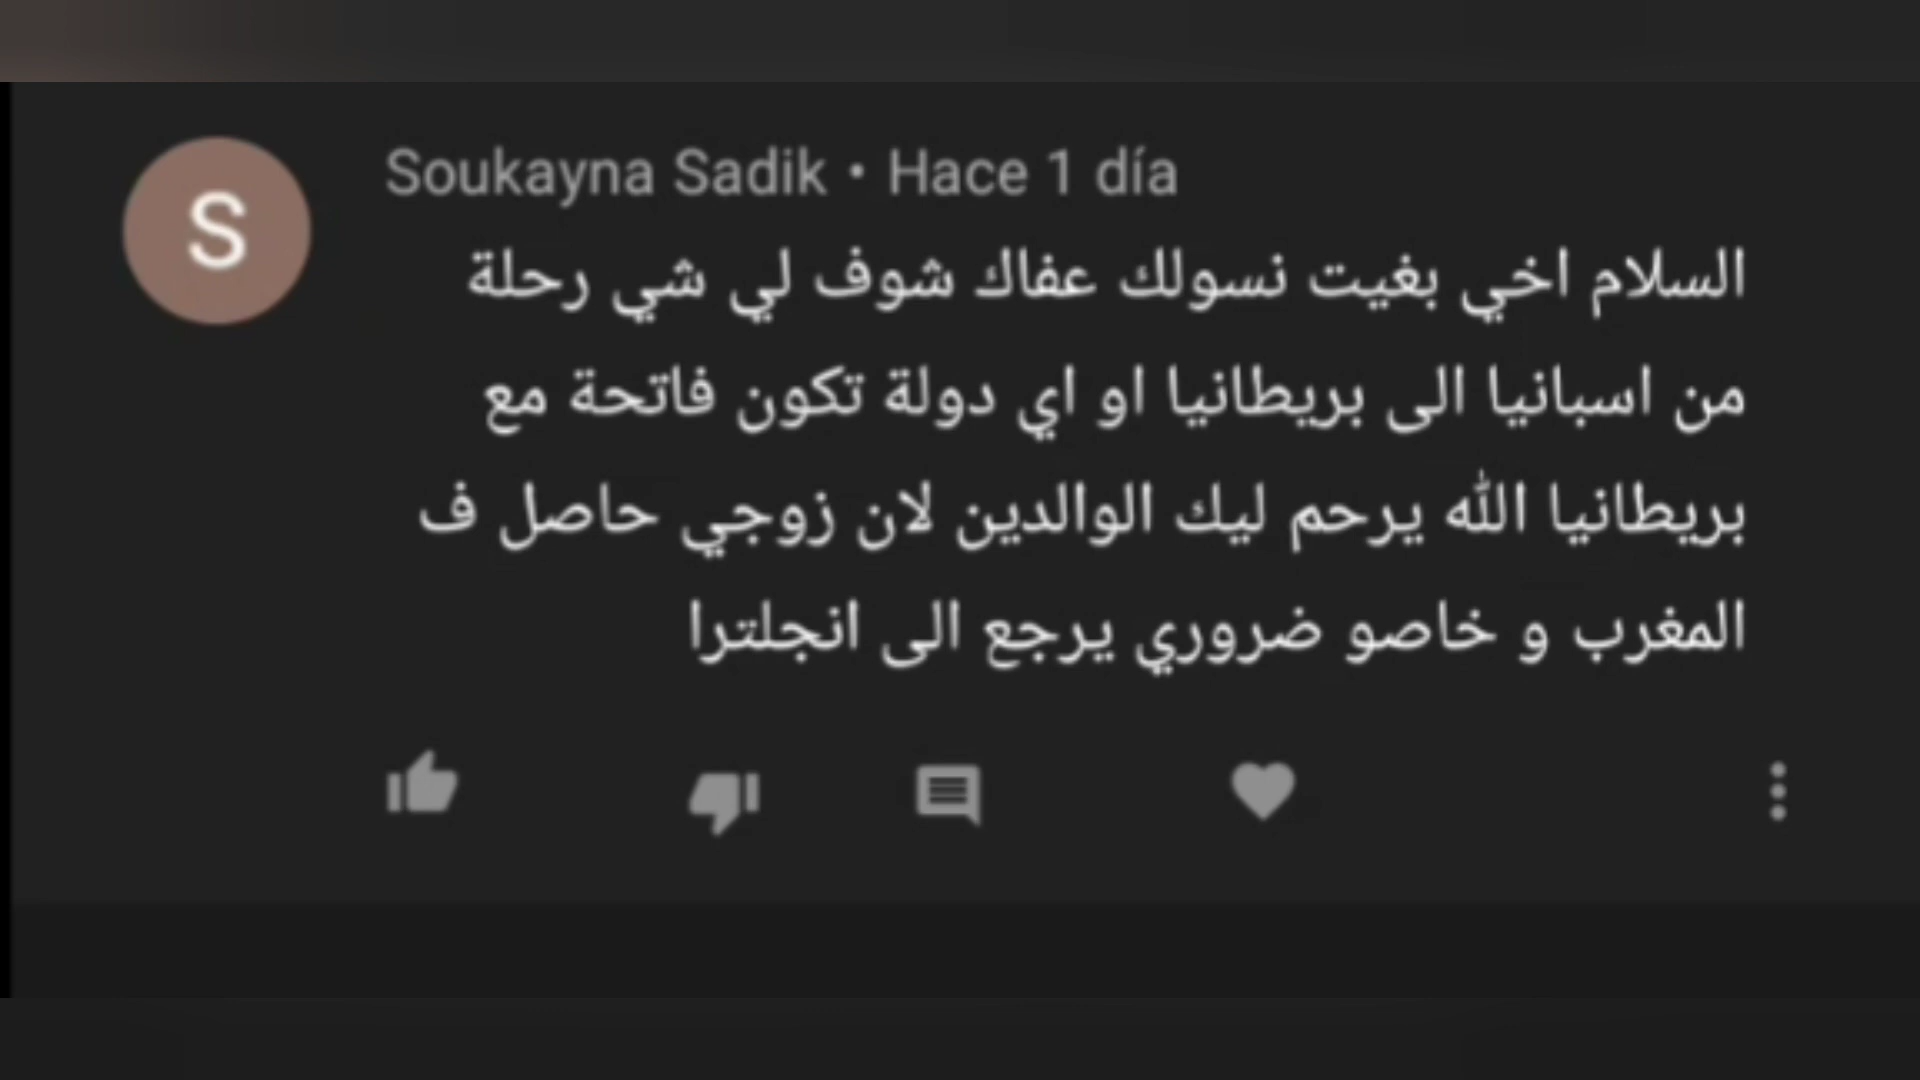 S
Soukayna Sadik • Hace 1 día
السلام اخي بغيت نسولك عفاك شوف لي شي رحلة
من اسبانيا الى بريطانيا او اي دولة تكون فاتحة مع
بريطانيا الله يرحم ليك الوالدين لان زوجي حاصل ف
المغرب و خاصو ضروري يرجع الى انجلترا